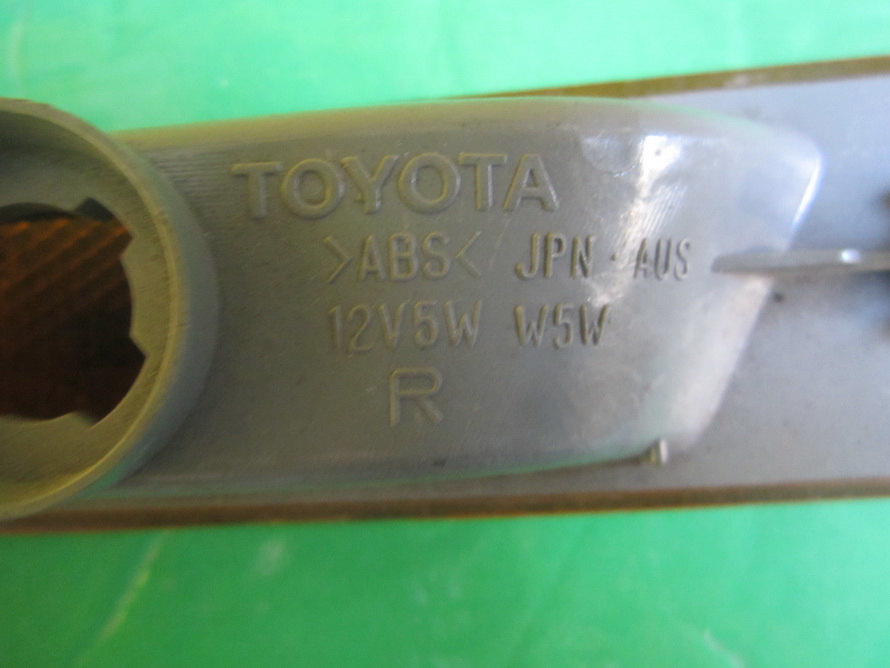 TOYOTA
>ABS< JPN · AUS
12V5W W5W
R